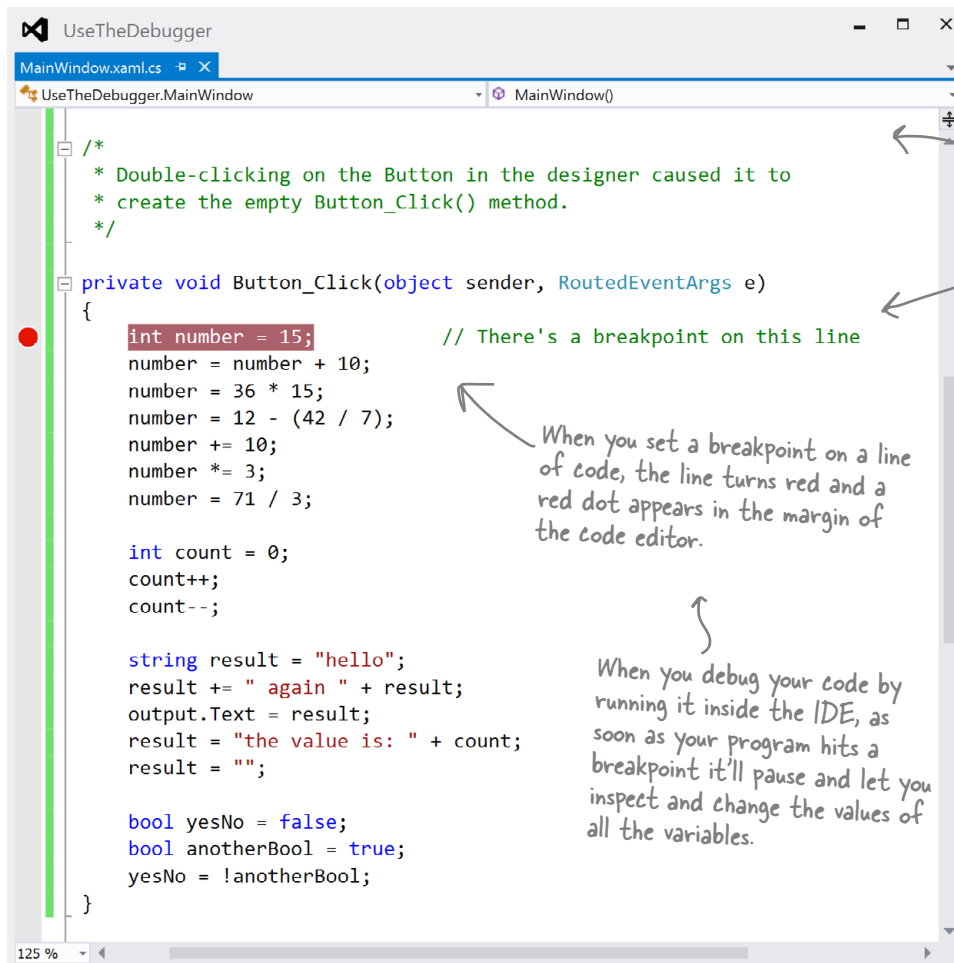 UseTheDebugger
MainWindow.xaml.cs
UseTheDebugger.MainWindow
MainWindow()
/*
* Double-clicking on the Button in the designer caused it to
* create the empty Button_Click() method.
*/
private void Button_Click(object sender, RoutedEventArgs e)
{
int number = 15; // There's a breakpoint on this line
number = number + 10;
number = 36 * 15;
number = 12 - (42 / 7);
number += 10;
number *= 3;
number = 71 / 3;
When you set a breakpoint on a line
of code, the line turns red and a
red dot appears in the margin of
the code editor.
int count = 0;
count++;
count--;
string result = "hello";
result += " again " + result;
output.Text = result;
result = "the value is: " + count;
result = "";
When you debug your code by
running it inside the IDE, as
soon as your program hits a
breakpoint it'll pause and let you
inspect and change the values of
all the variables.
bool yesNo = false;
bool anotherBool = true;
yesNo = !anotherBool;
}
125 %